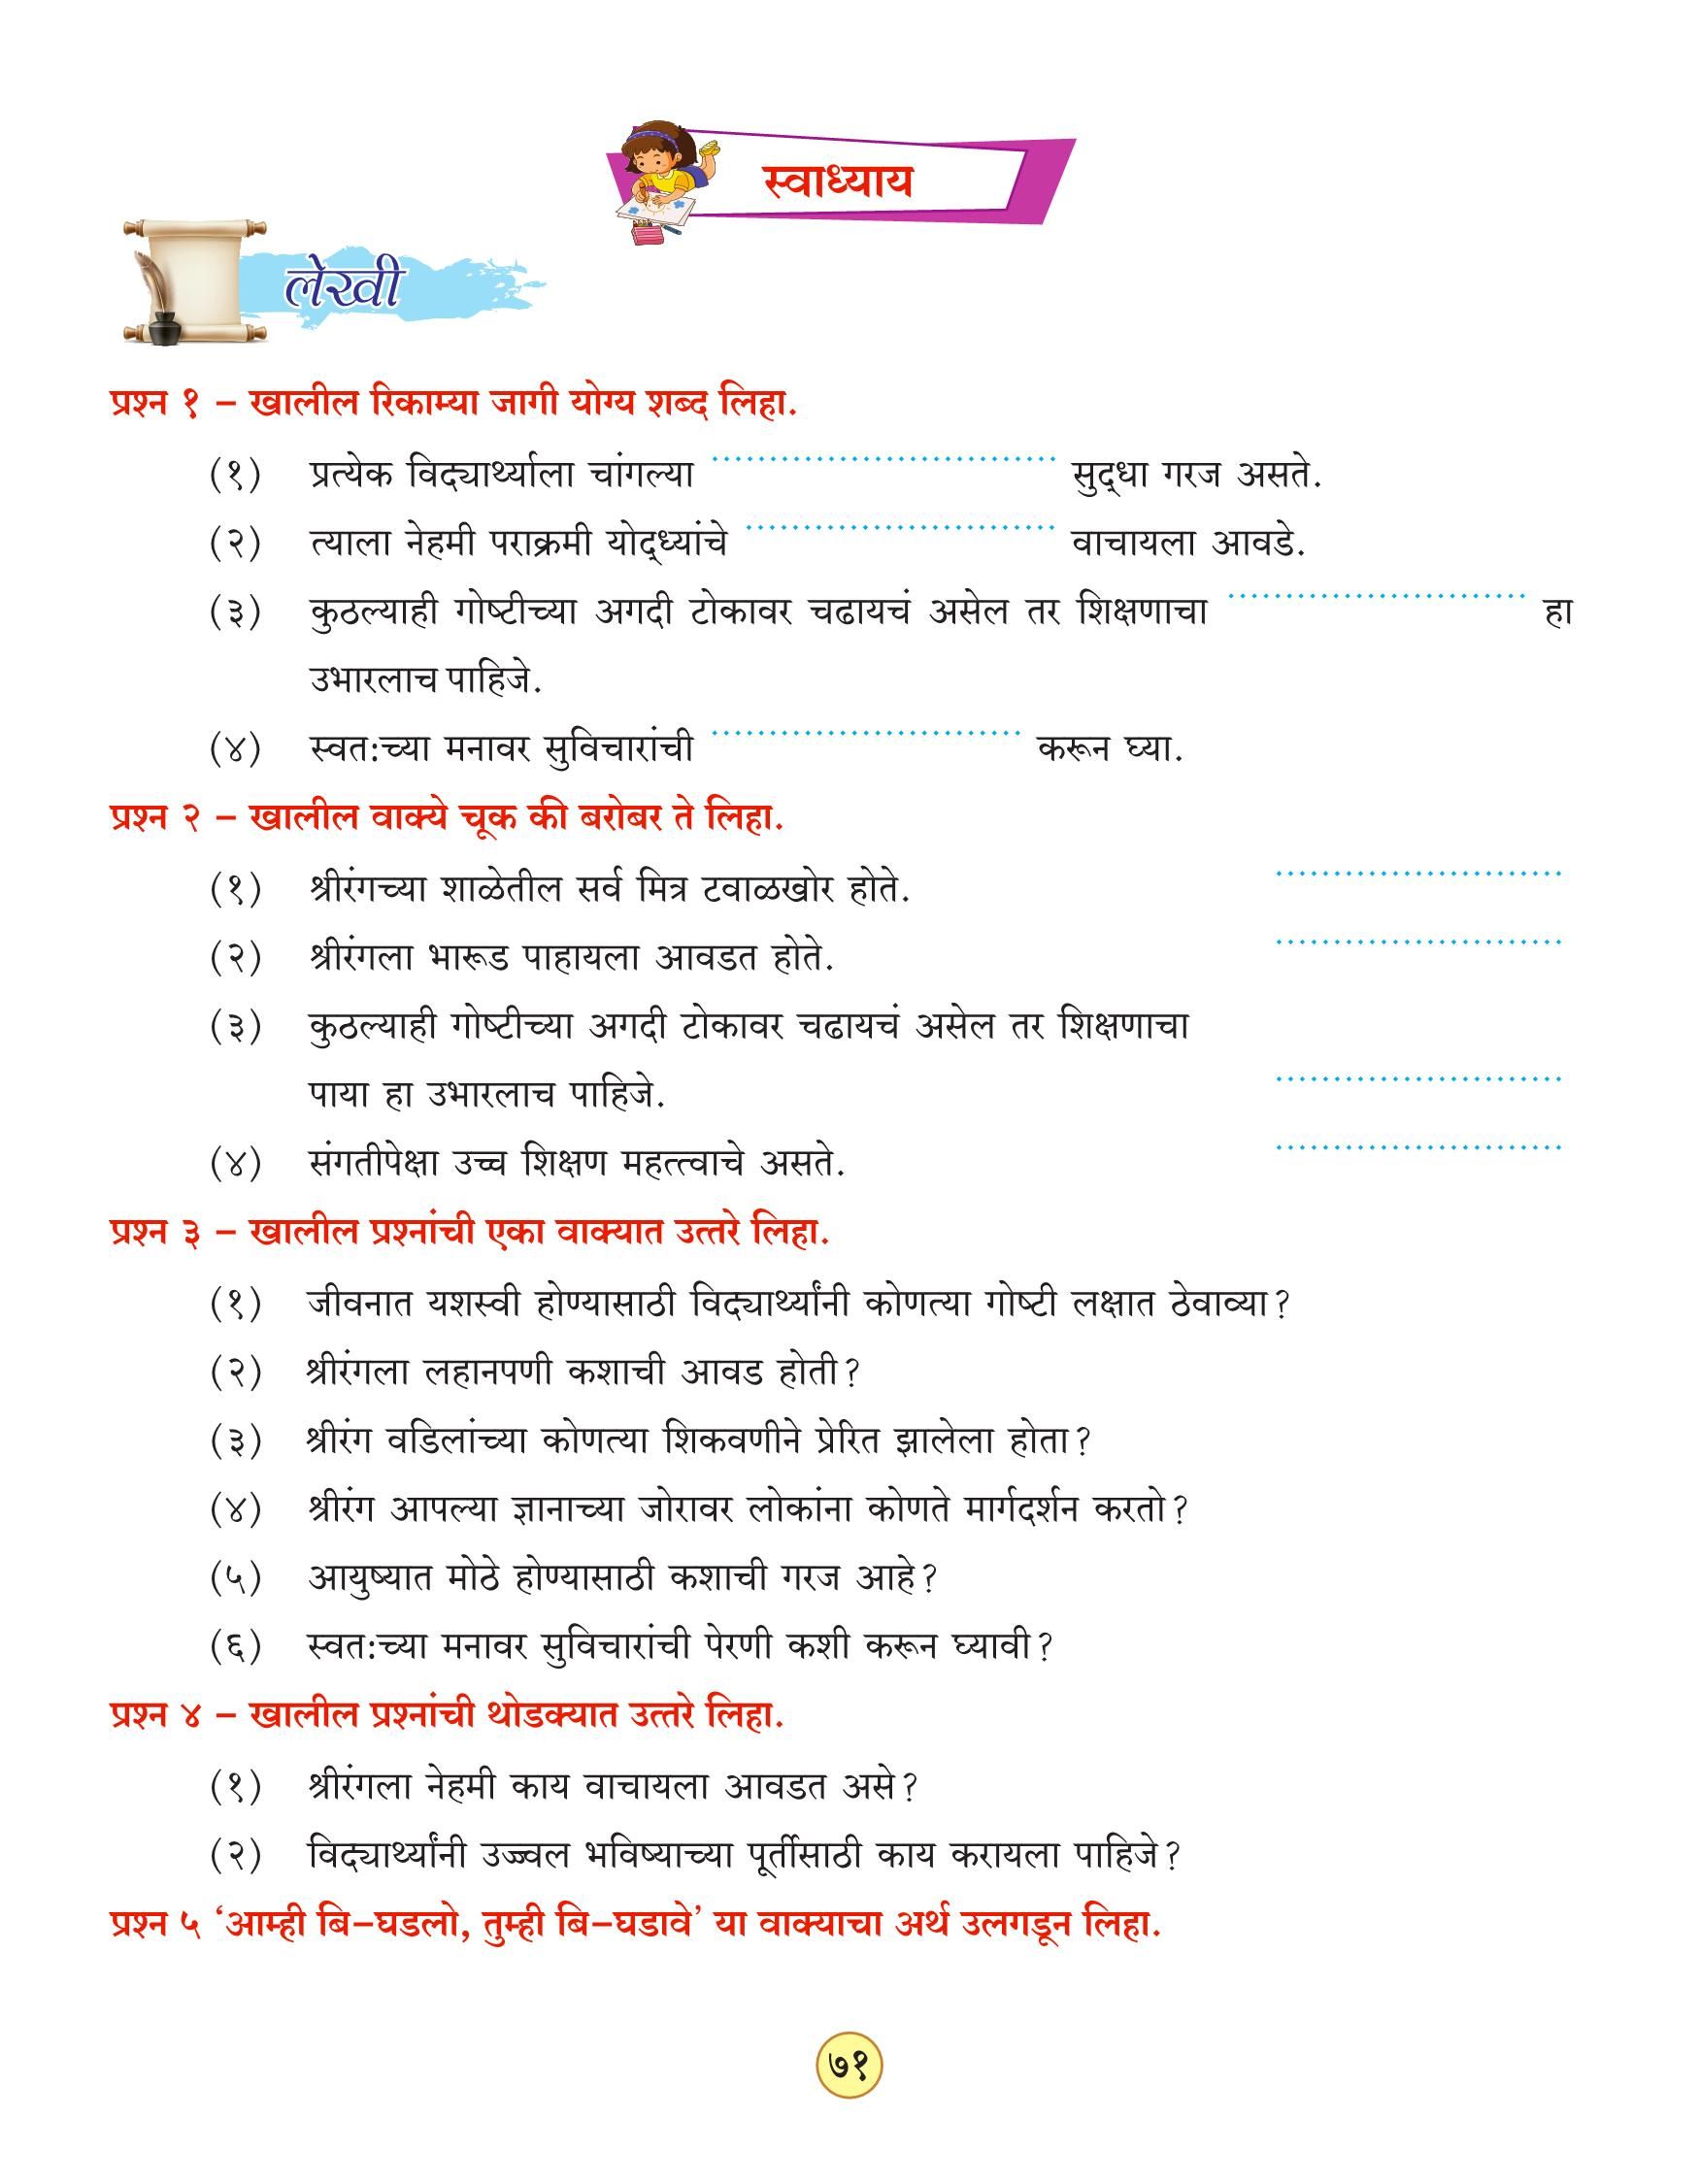 स्वाध्याय
लेखी
प्रश्न १ – खालील रिकाम्या जागी योग्य शब्द लिहा.
(१) प्रत्येक विद्यार्थ्याला चांगल्या .............................. सुद्धा गरज असते.
(२) त्याला नेहमी पराक्रमी योद्ध्यांचे ........................... वाचायला आवडे.
(३) कुठल्याही गोष्टीच्या अगदी टोकावर चढायचं असेल तर शिक्षणाचा .......................... हा
उभारलाच पाहिजे.
(४) स्वतःच्या मनावर सुविचारांची ........................... करून घ्या.
प्रश्न २ – खालील वाक्ये चूक की बरोबर ते लिहा.
(१) श्रीरंगच्या शाळेतील सर्व मित्र टवाळखोर होते. .........................
(२) श्रीरंगला भारूड पाहायला आवडत होते. .........................
(३) कुठल्याही गोष्टीच्या अगदी टोकावर चढायचं असेल तर शिक्षणाचा
पाया हा उभारलाच पाहिजे. .........................
(४) संगतीपेक्षा उच्च शिक्षण महत्त्वाचे असते. .........................
प्रश्न ३ – खालील प्रश्नांची एका वाक्यात उत्तरे लिहा.
(१) जीवनात यशस्वी होण्यासाठी विद्यार्थ्यांनी कोणत्या गोष्टी लक्षात ठेवाव्या?
(२) श्रीरंगला लहानपणी कशाची आवड होती?
(३) श्रीरंग वडिलांच्या कोणत्या शिकवणीने प्रेरित झालेला होता?
(४) श्रीरंग आपल्या ज्ञानाच्या जोरावर लोकांना कोणते मार्गदर्शन करतो?
(५) आयुष्यात मोठे होण्यासाठी कशाची गरज आहे?
(६) स्वतःच्या मनावर सुविचारांची पेरणी कशी करून घ्यावी?
प्रश्न ४ – खालील प्रश्नांची थोडक्यात उत्तरे लिहा.
(१) श्रीरंगला नेहमी काय वाचायला आवडत असे?
(२) विद्यार्थ्यांनी उज्ज्वल भविष्याच्या पूर्तीसाठी काय करायला पाहिजे?
प्रश्न ५ ‘आम्ही बि–घडलो, तुम्ही बि–घडावे’ या वाक्याचा अर्थ उलगडून लिहा.
७१